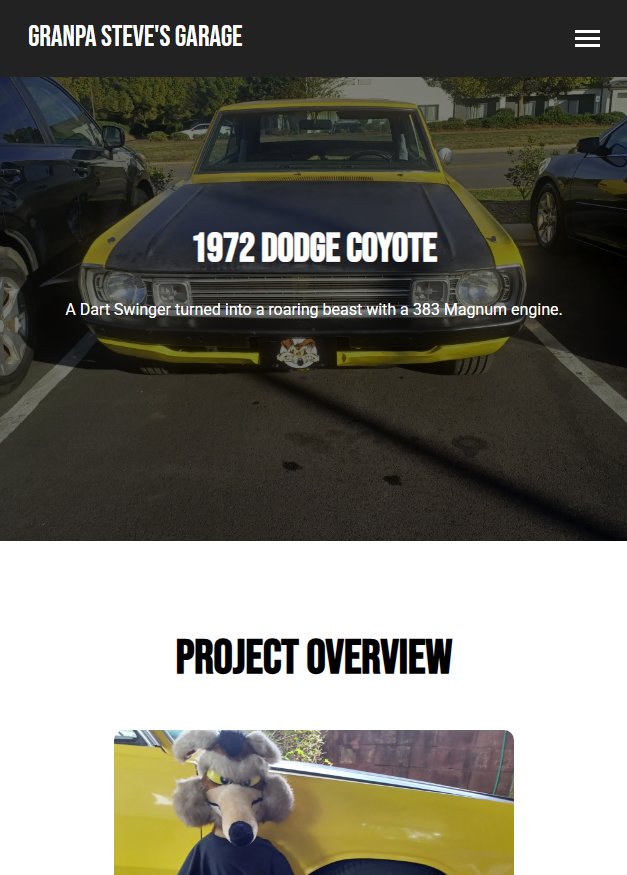 GRANPA STEVE'S GARAGE
1972 DODGE COYOTE
A Dart Swinger turned into a roaring beast with a 383 Magnum engine.
PROJECT OVERVIEW